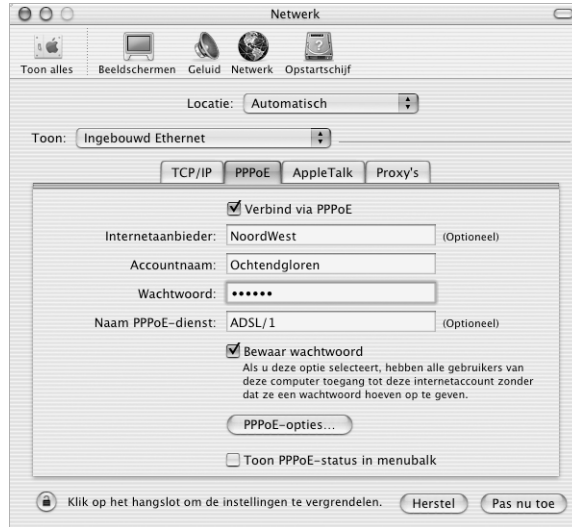 Netwerk
Toon alles Beeldschermen Geluid Netwerk Opstartschijf
Locatie: Automatisch
Toon: Ingebouwd Ethernet
TCP/IP PPPoE AppleTalk Proxy's
Verbind via PPPoE
Internetaanbieder: NoordWest (Optioneel)
Accountnaam: Ochtendgloren
Wachtwoord: ••••••
Naam PPPoE-dienst: ADSL/1 (Optioneel)
Bewaar wachtwoord
Als u deze optie selecteert, hebben alle gebruikers van
deze computer toegang tot deze internetaccount zonder
dat ze een wachtwoord hoeven op te geven.
PPPoE-opties...
Toon PPPoE-status in menubalk
Klik op het hangslot om de instellingen te vergrendelen. Herstel Pas nu toe